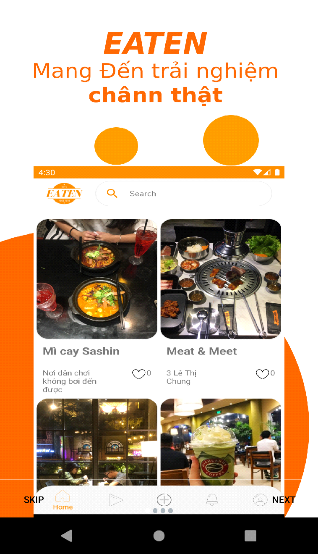 EATEN
Mang Đến trải nghiệm
chânn thật
4:30
EATEN
Search
Mì cay Sashin
Meat & Meet
Nơi dân chơi
không bơi đến
được
0
3 Lê Thị
Chung
0
SKIP
NEXT
Home